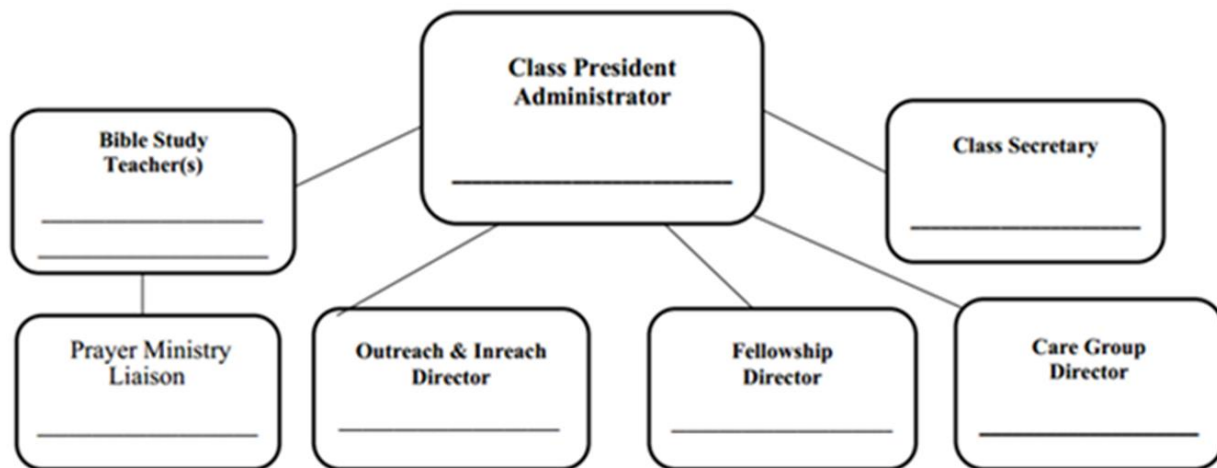 Class President
Administrator
Bible Study
Teacher(s)
Class Secretary
Prayer Ministry
Liaison
Outreach & Inreach
Director
Fellowship
Director
Care Group
Director